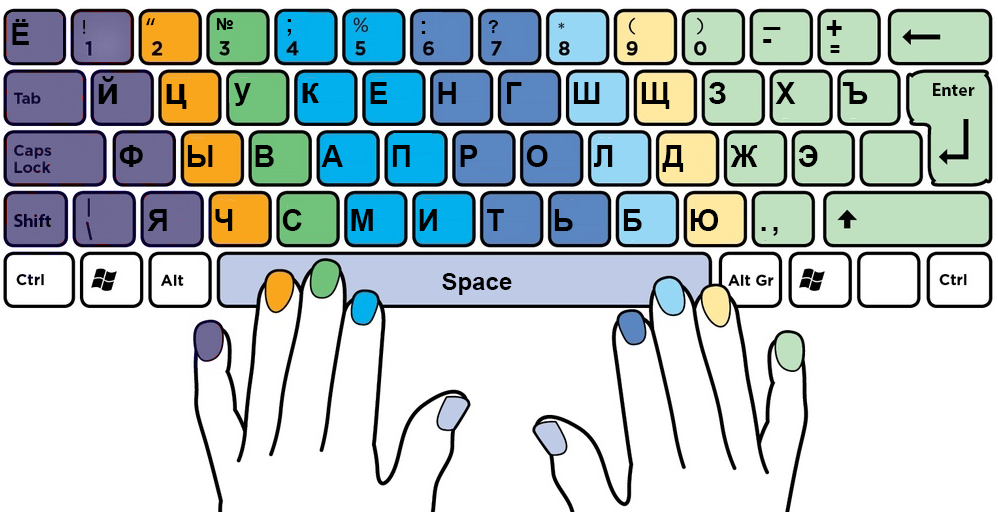 Ё ! 1 “ 2 № 3 ; 4 % 5 : 6 ? 7 * 8 ( 9 ) 0 — - + =
Tab Й Ц У К Е Н Г Ш Щ З Х Ъ Enter
Caps Lock Ф Ы В А П Р О Л Д Ж Э
Shift | \ Я Ч С М И Т Ь Б Ю . ,
Ctrl Alt Space Alt Gr Ctrl